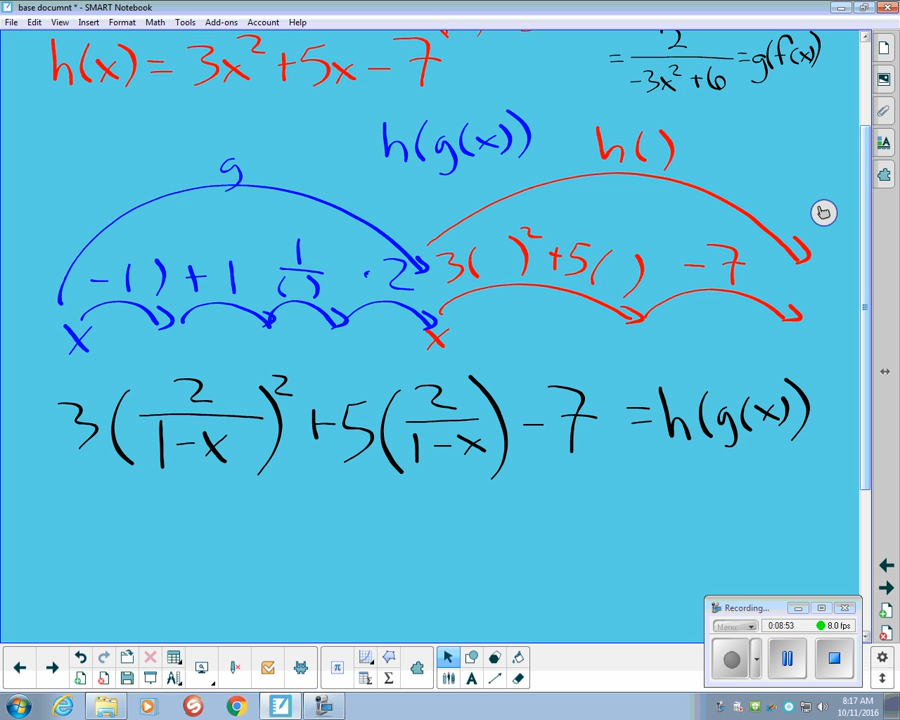 base documnt * - SMART Notebook
File Edit View Insert Format Math Tools Add-ons Account Help
h(x) = 3x² + 5x - 7
= 2/(-3x² + 6) = g(f(x))
h(g(x))
g
h( )
-1( ) + 1 1/( ) · 2 3( )² + 5( ) - 7
x x
3(2/(1-x))² + 5(2/(1-x)) - 7 = h(g(x))
Recording...
Menu
0:08:53 8.0 fps
8:17 AM
10/11/2016